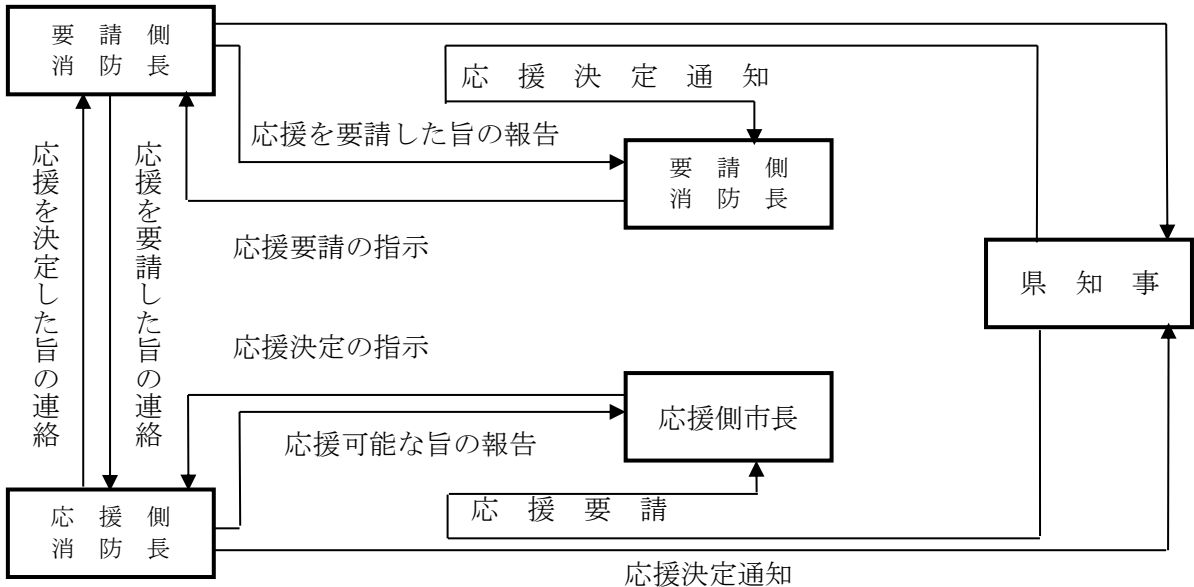 要請側
消防長
応援決定通知
応援を要請した旨の報告
要請側
消防長
応援を決定した旨の連絡
応援を要請した旨の連絡
応援要請の指示
県知事
応援決定の指示
応援側市長
応援可能な旨の報告
応援要請
応援側
消防長
応援決定通知